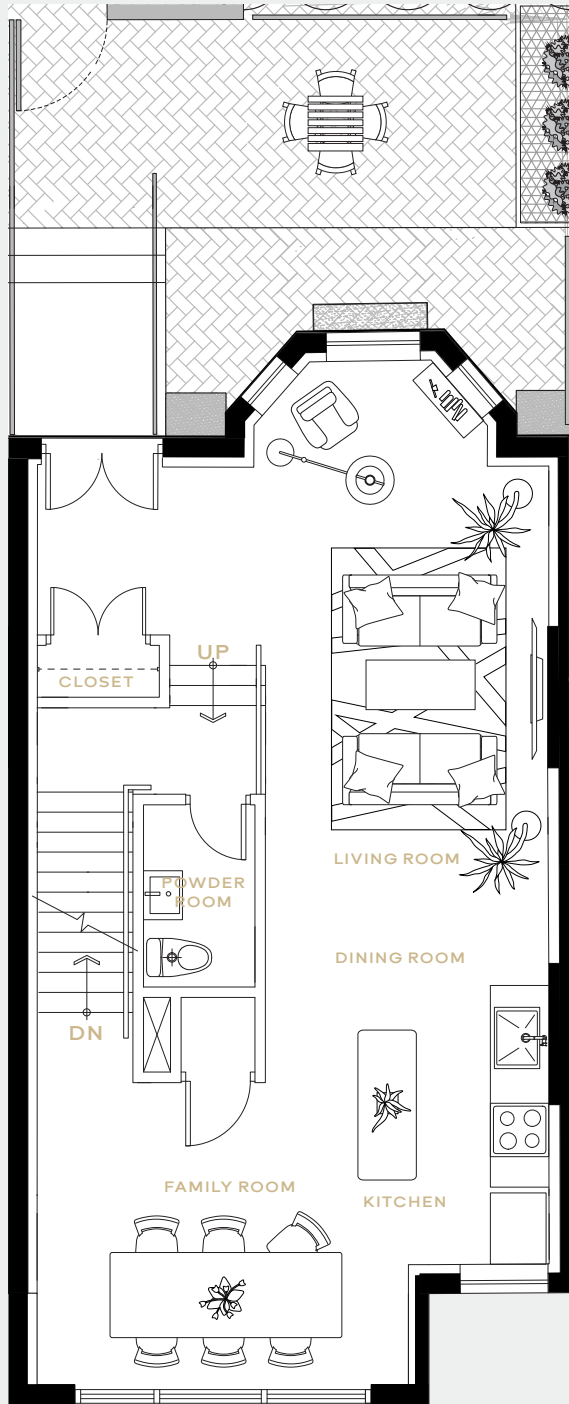 UP
CLOSET
LIVING ROOM
POWDER
ROOM
DINING ROOM
DN
FAMILY ROOM
KITCHEN